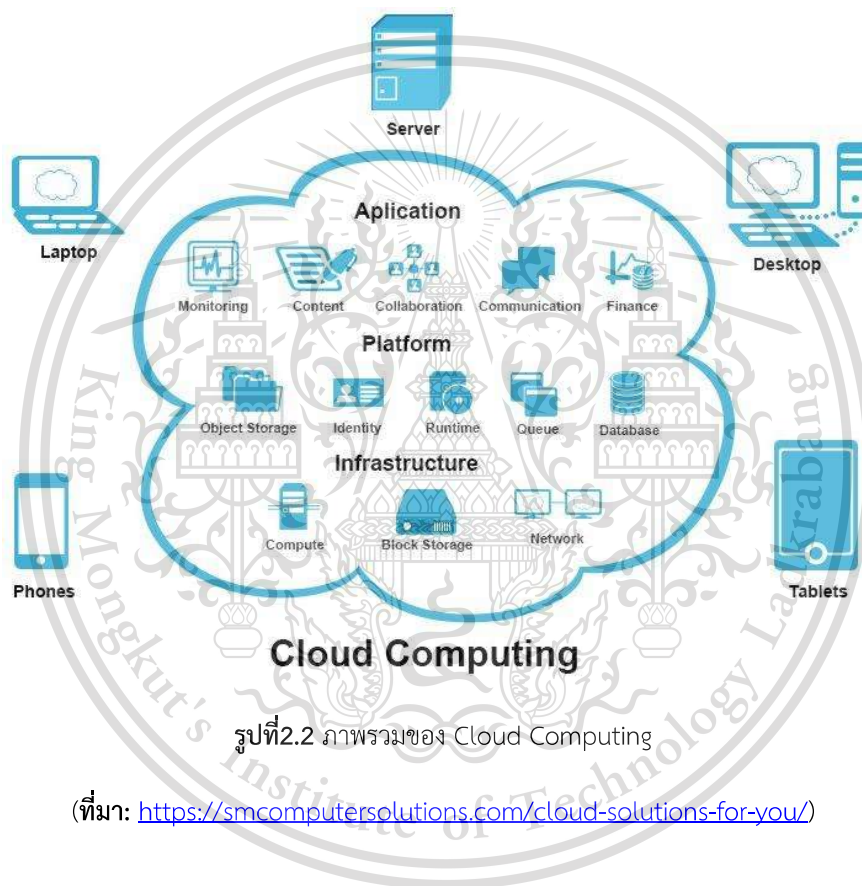 Server
Laptop
Desktop
Aplication
Monitoring Content Collaboration Communication Finance
Platform
Object Storage Identity Runtime Queue Database
Infrastructure
Compute Block Storage Network
Phones
Tablets
Cloud Computing
รูปที่2.2 ภาพรวมของ Cloud Computing
(ที่มา: https://smcomputersolutions.com/cloud-solutions-for-you/)
King Mongkut's Institute of Technology Ladkrabang